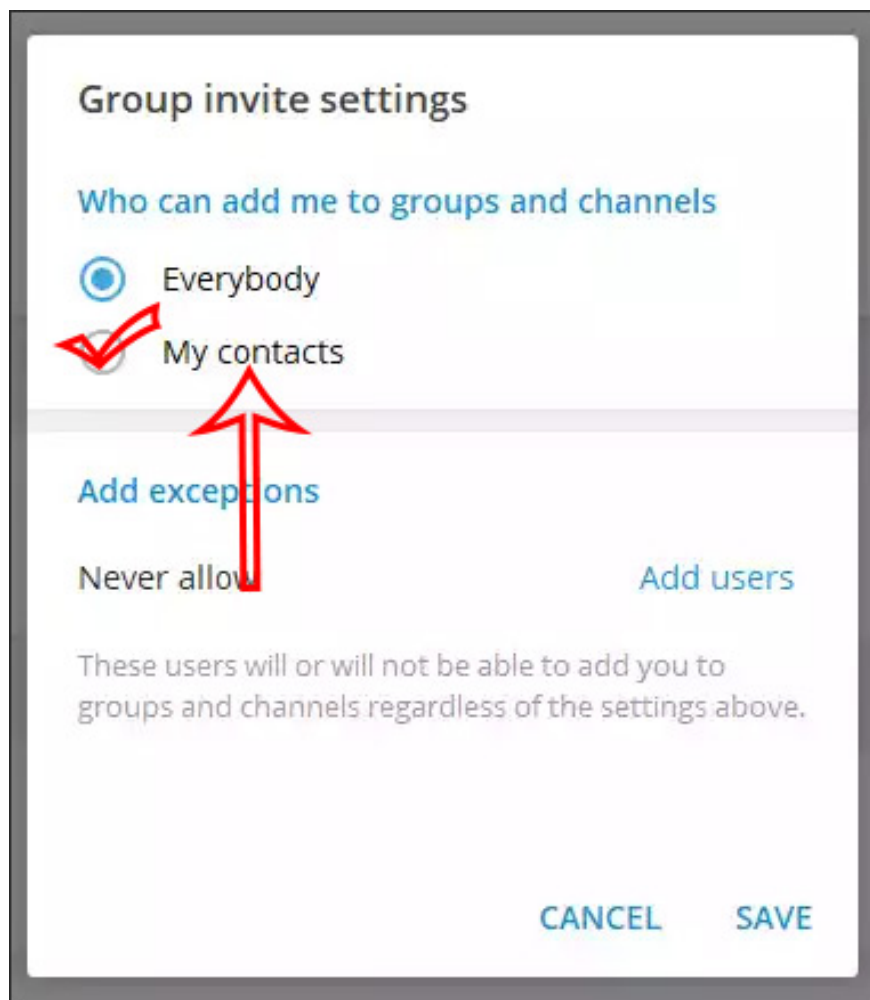 Group invite settings
Who can add me to groups and channels
Everybody
My contacts
Add exceptions
Never allow
Add users
These users will or will not be able to add you to
groups and channels regardless of the settings above.
CANCEL
SAVE